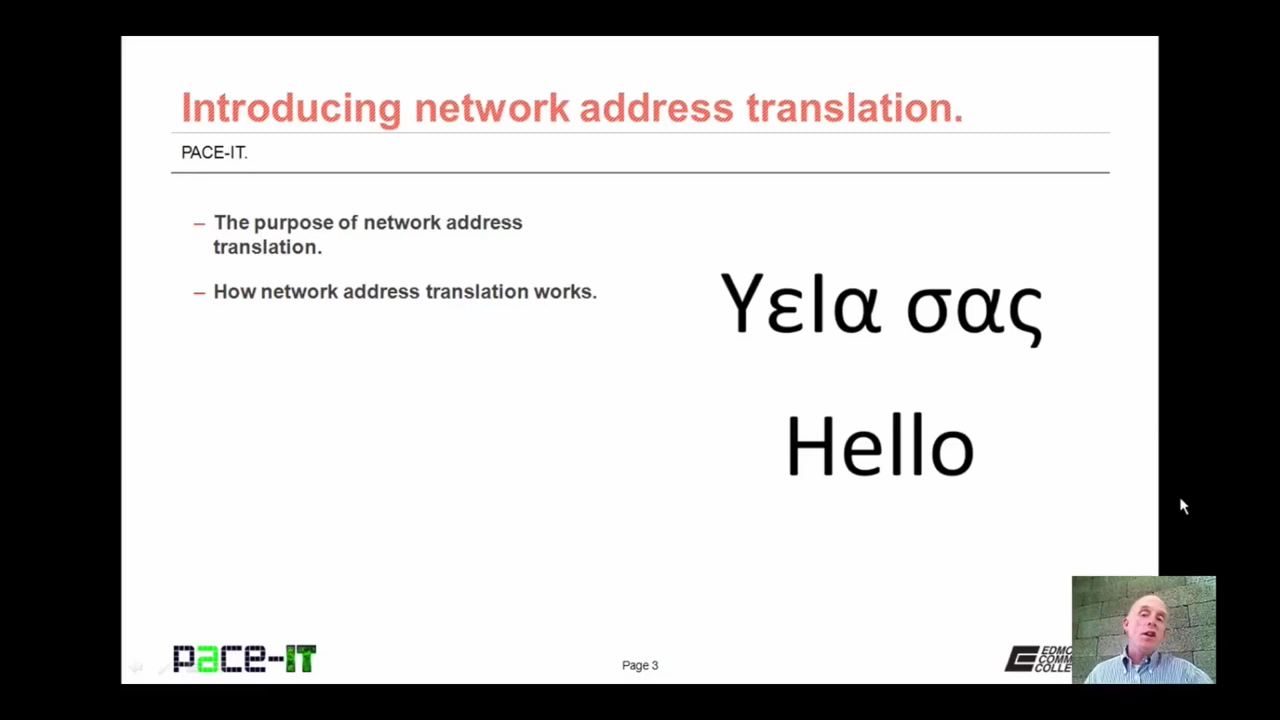 Introducing network address translation.
PACE-IT.
– The purpose of network address
translation.
– How network address translation works.
Υεlα σας
Hello
pace-IT
Page 3